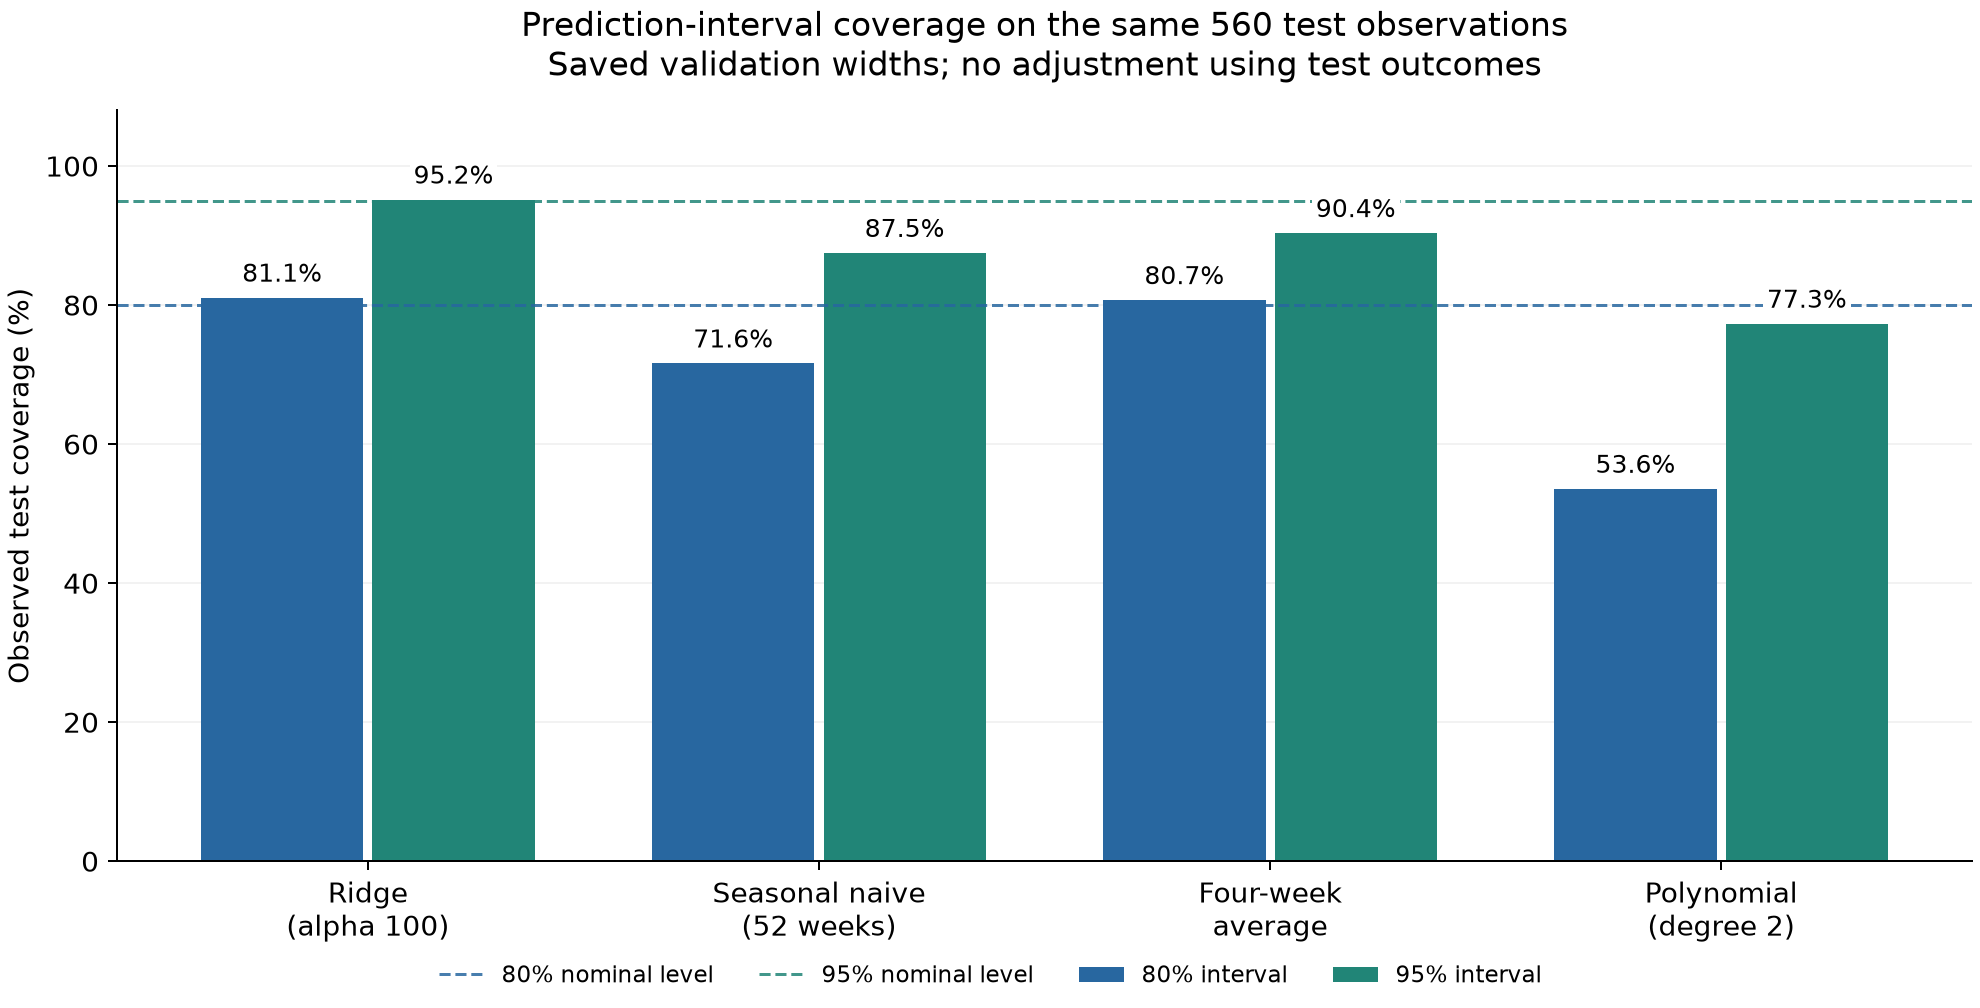 Prediction-interval coverage on the same 560 test observations
Saved validation widths; no adjustment using test outcomes
Observed test coverage (%)
100
80
60
40
20
0
95.2%
81.1%
87.5%
71.6%
90.4%
80.7%
77.3%
53.6%
Ridge
(alpha 100)
Seasonal naive
(52 weeks)
Four-week
average
Polynomial
(degree 2)
80% nominal level
95% nominal level
80% interval
95% interval